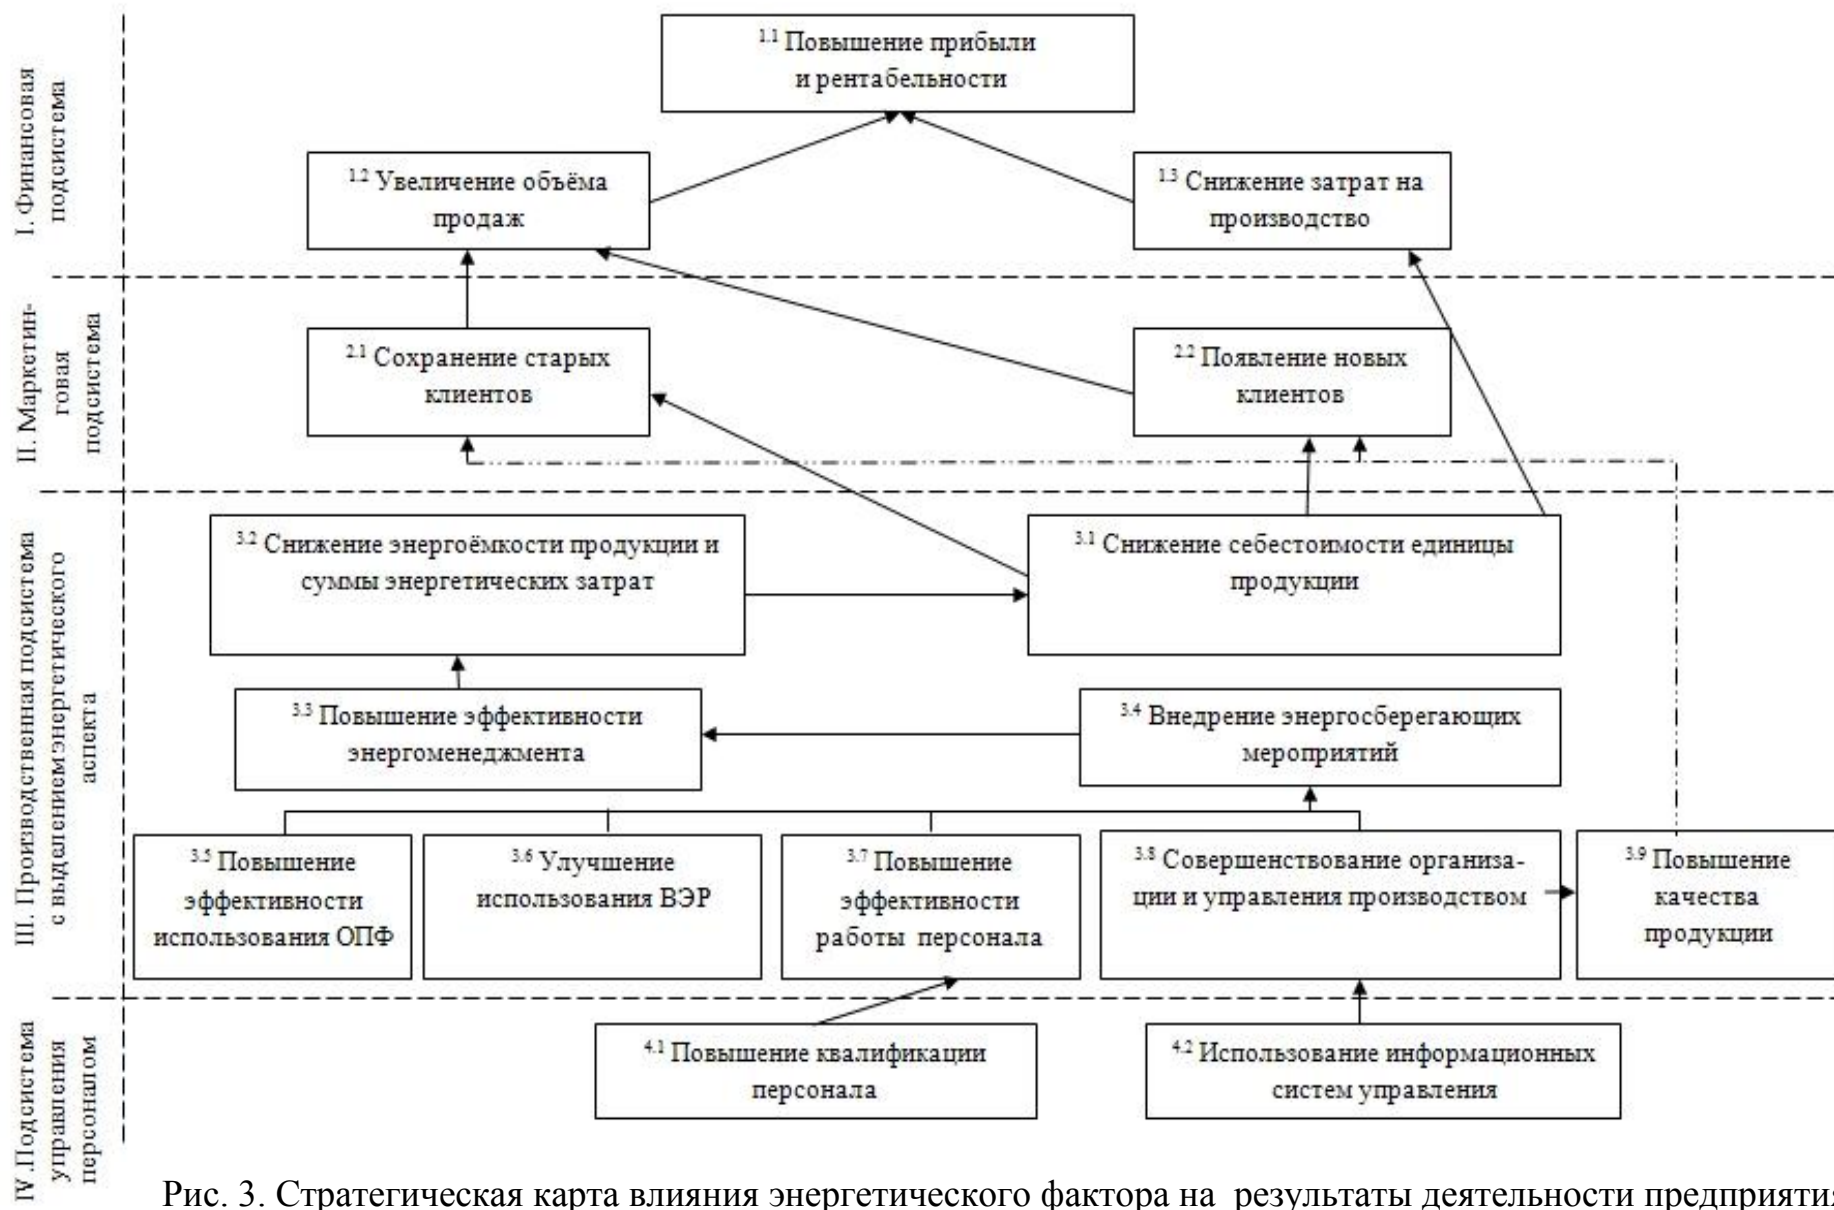 I. Финансовая
подсистема
1.1 Повышение прибыли
и рентабельности
1.2 Увеличение объёма
продаж
1.3 Снижение затрат на
производство
II. Маркетин-
говая
подсистема
2.1 Сохранение старых
клиентов
2.2 Появление новых
клиентов
III. Производственная подсистема
с выделением энергетического
аспекта
3.2 Снижение энергоёмкости продукции и
суммы энергетических затрат
3.1 Снижение себестоимости единицы
продукции
3.3 Повышение эффективности
энергоменеджмента
3.4 Внедрение энергосберегающих
мероприятий
3.5 Повышение
эффективности
использования ОПФ
3.6 Улучшение
использования ВЭР
3.7 Повышение
эффективности
работы персонала
3.8 Совершенствование организа-
ции и управления производством
3.9 Повышение
качества
продукции
IV.Подсистема
управления
персоналом
4.1 Повышение квалификации
персонала
4.2 Использование информационных
систем управления
Рис. 3. Стратегическая карта влияния энергетического фактора на результаты деятельности предприятия